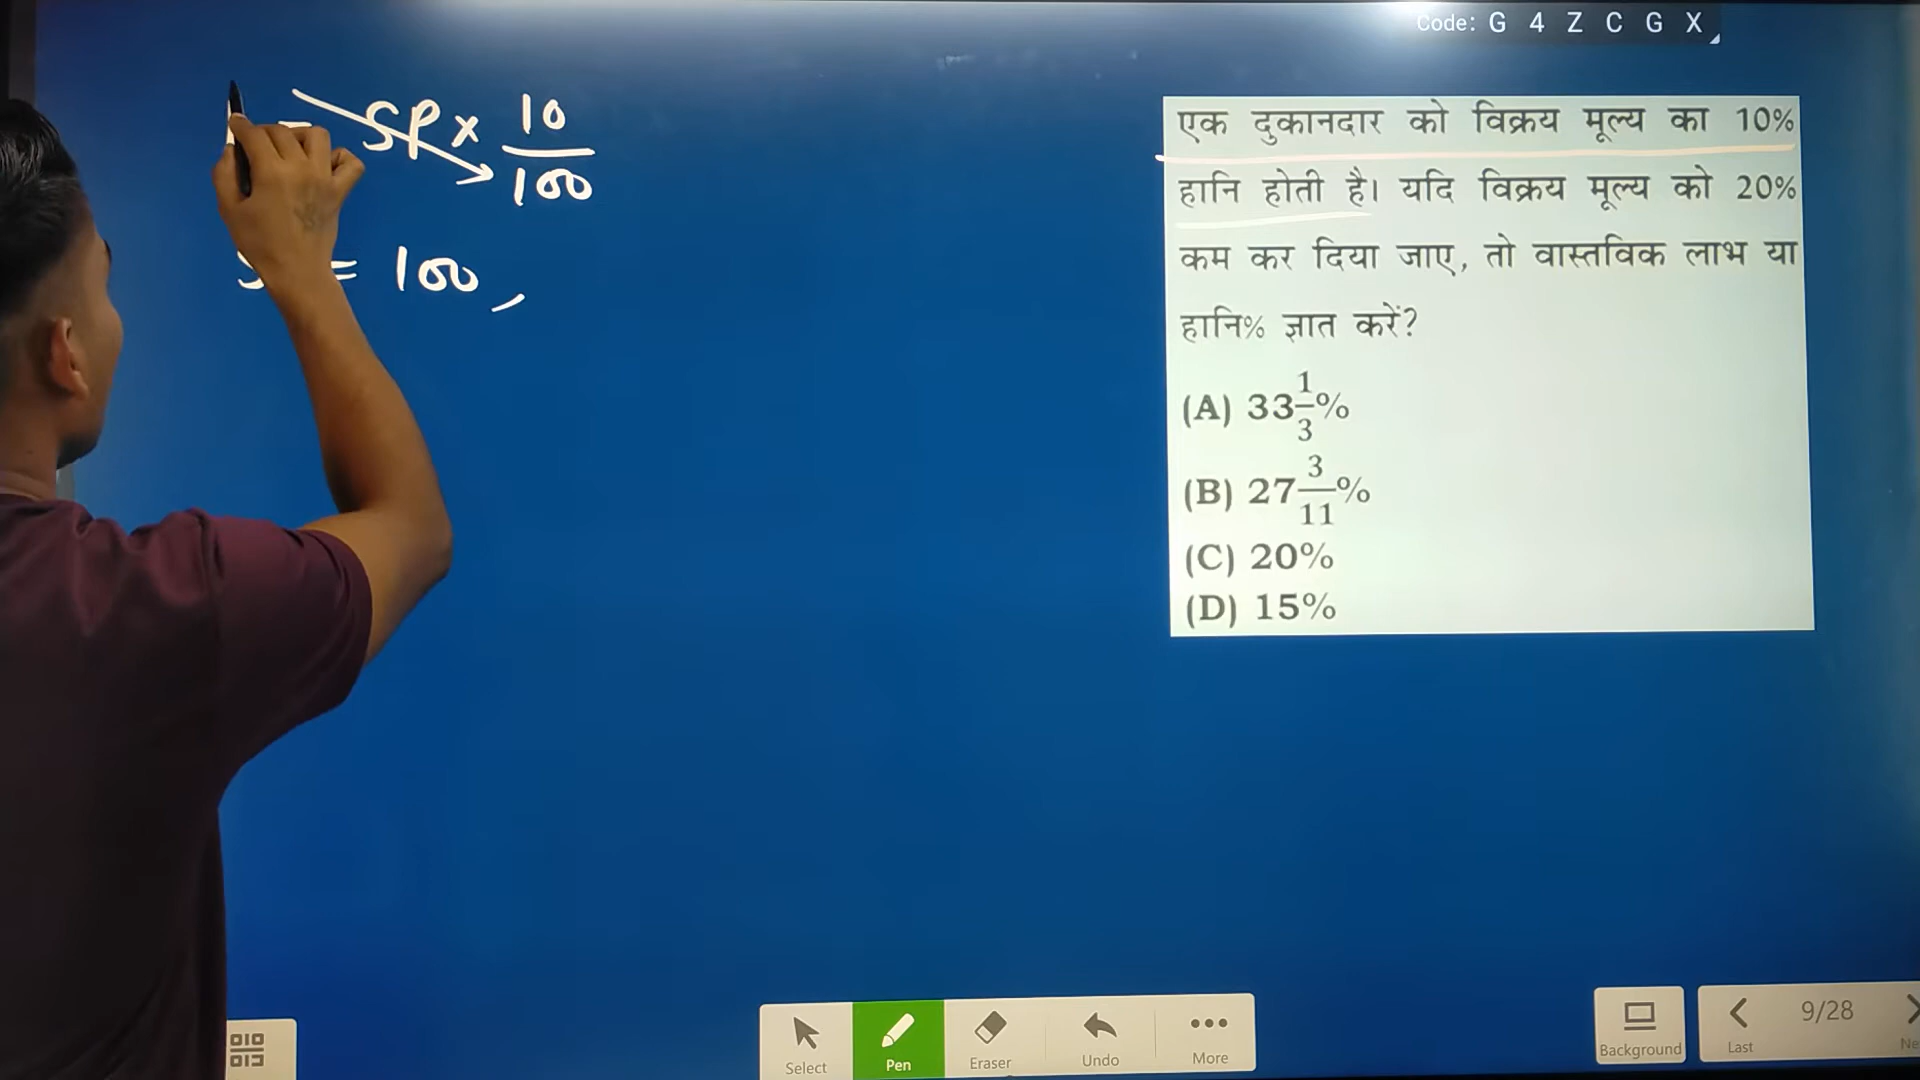 Code: G 4 Z C G X
= SP x 10
100
= 100,
एक दुकानदार को विक्रय मूल्य का 10%
हानि होती है। यदि विक्रय मूल्य को 20%
कम कर दिया जाए, तो वास्तविक लाभ या
हानि% ज्ञात करें?
(A) 33 1/3 %
(B) 27 3/11 %
(C) 20%
(D) 15%
Select Pen Eraser Undo More
Background Last 9/28